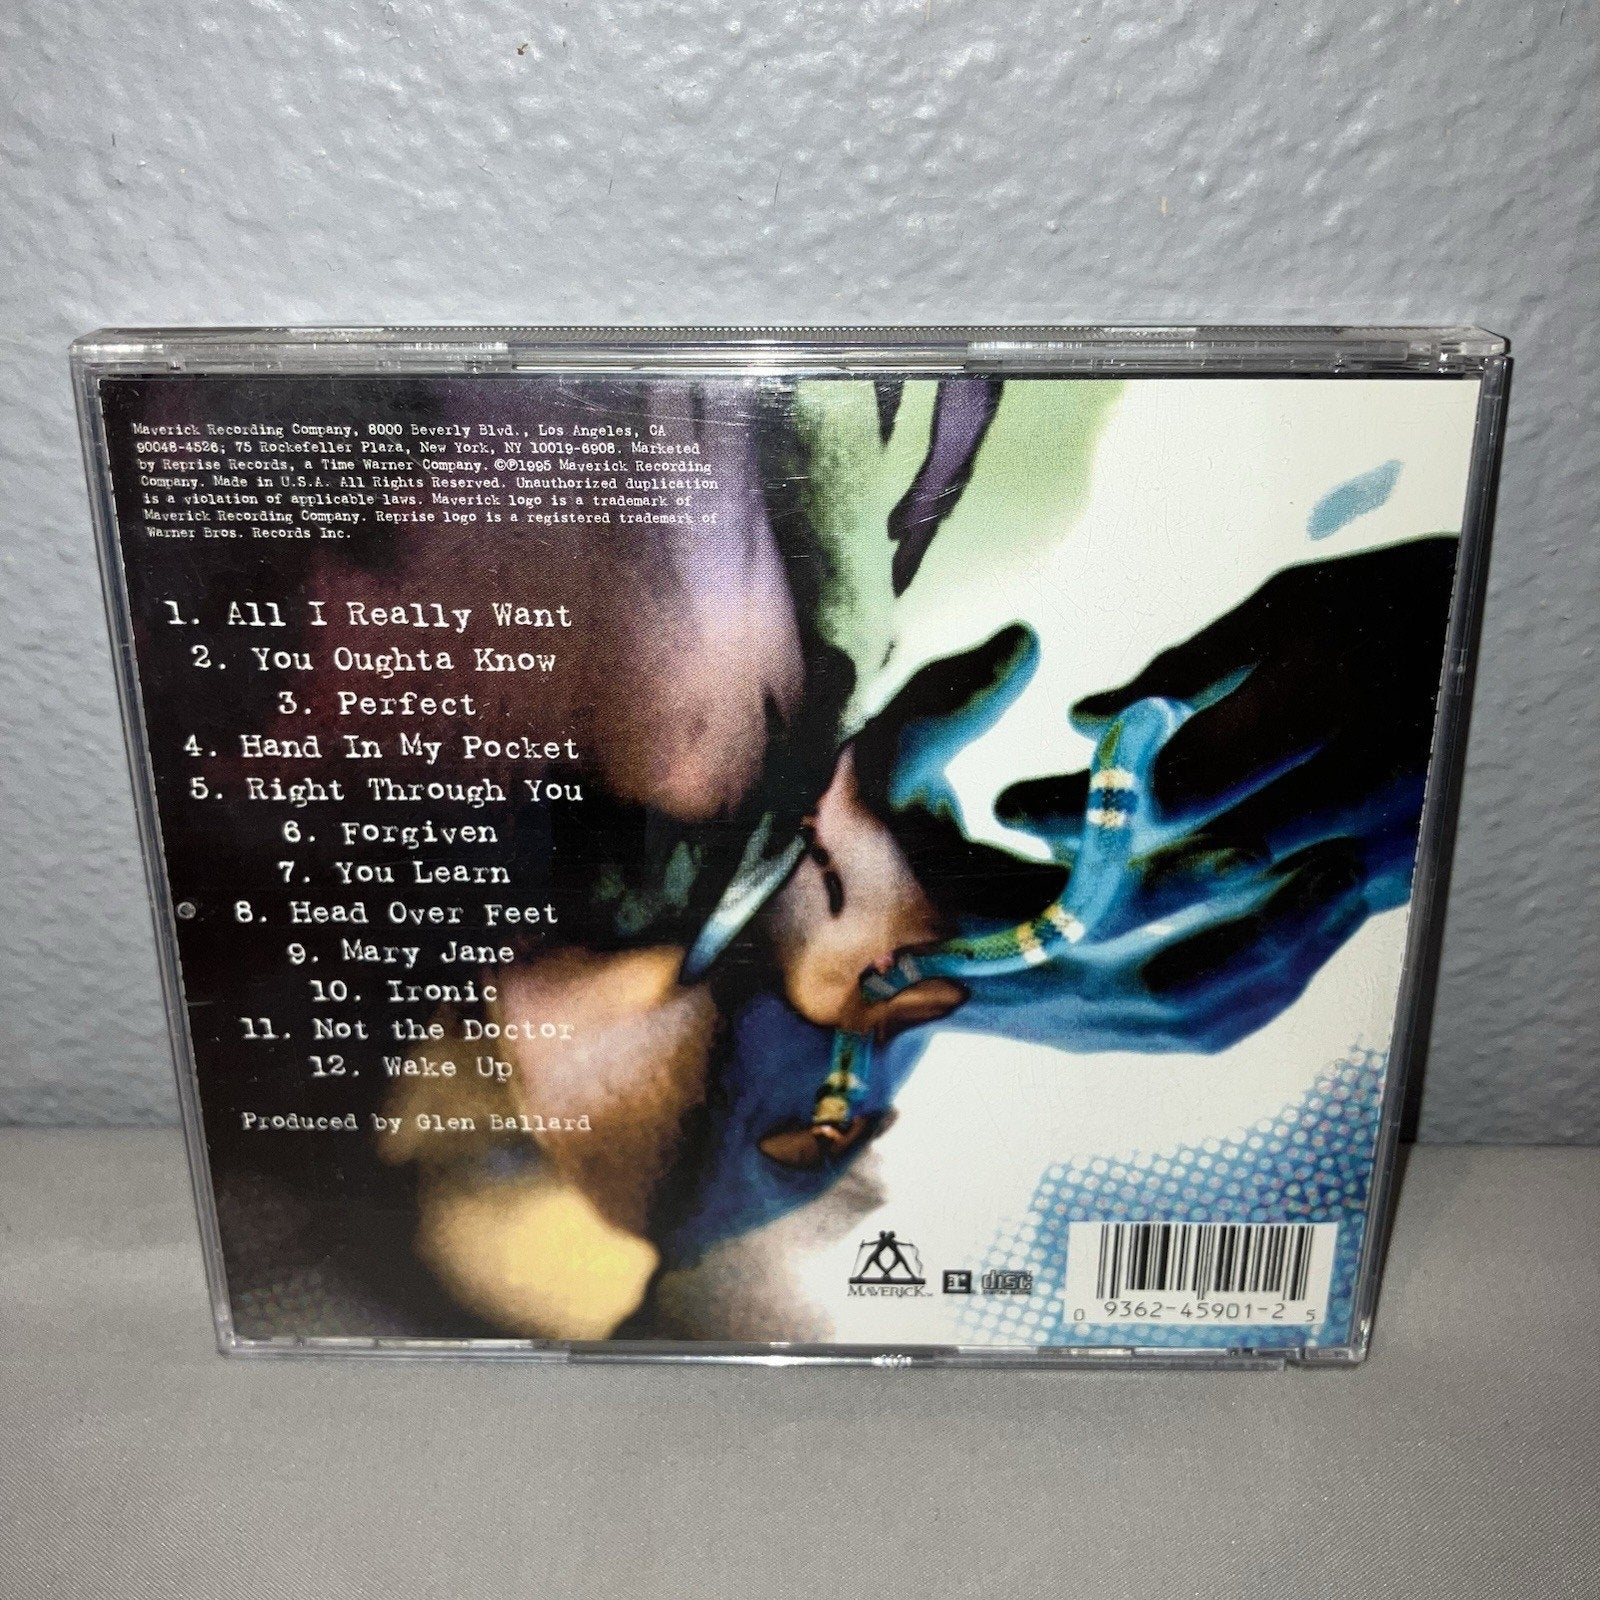 Maverick Recording Company, 8000 Beverly Blvd., Los Angeles, CA
90048-4526; 75 Rockefeller Plaza, New York, NY 10019-6908. Marketed
by Reprise Records, a Time Warner Company. ©℗1995 Maverick Recording
Company. Made in U.S.A. All Rights Reserved. Unauthorized duplication
is a violation of applicable laws. Maverick logo is a trademark of
Maverick Recording Company. Reprise logo is a registered trademark of
Warner Bros. Records Inc.
1. All I Really Want
2. You Oughta Know
3. Perfect
4. Hand In My Pocket
5. Right Through You
6. Forgiven
7. You Learn
8. Head Over Feet
9. Mary Jane
10. Ironic
11. Not the Doctor
12. Wake Up
Produced by Glen Ballard
MAVERICK™
disc
0 9362-45901-2 5